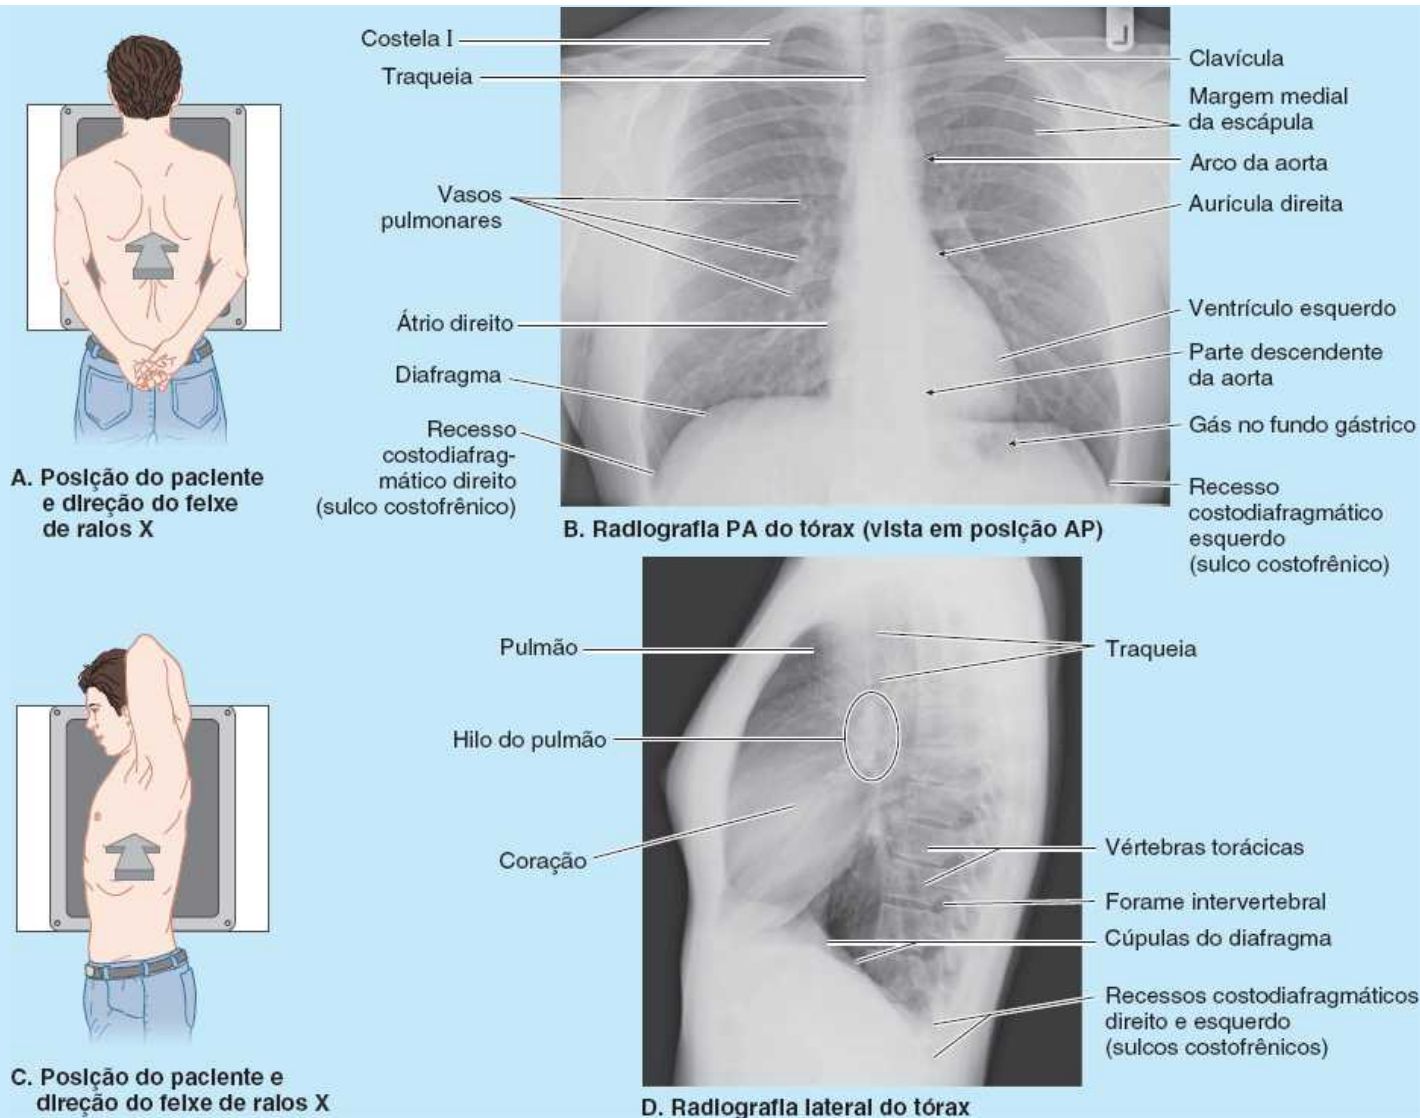 Costela I
Traqueia
Vasos
pulmonares
Átrio direito
Diafragma
Recesso
costodiafrag-
mático direito
(sulco costofrênico)
L
Clavícula
Margem medial
da escápula
Arco da aorta
Aurícula direita
Ventrículo esquerdo
Parte descendente
da aorta
Gás no fundo gástrico
Recesso
costodiafragmático
esquerdo
(sulco costofrênico)
A. Posição do paciente
e direção do feixe
de raios X
B. Radiografia PA do tórax (vista em posição AP)
Pulmão
Hilo do pulmão
Coração
Traqueia
Vértebras torácicas
Forame intervertebral
Cúpulas do diafragma
Recessos costodiafragmáticos
direito e esquerdo
(sulcos costofrênicos)
C. Posição do paciente e
direção do feixe de raios X
D. Radiografia lateral do tórax